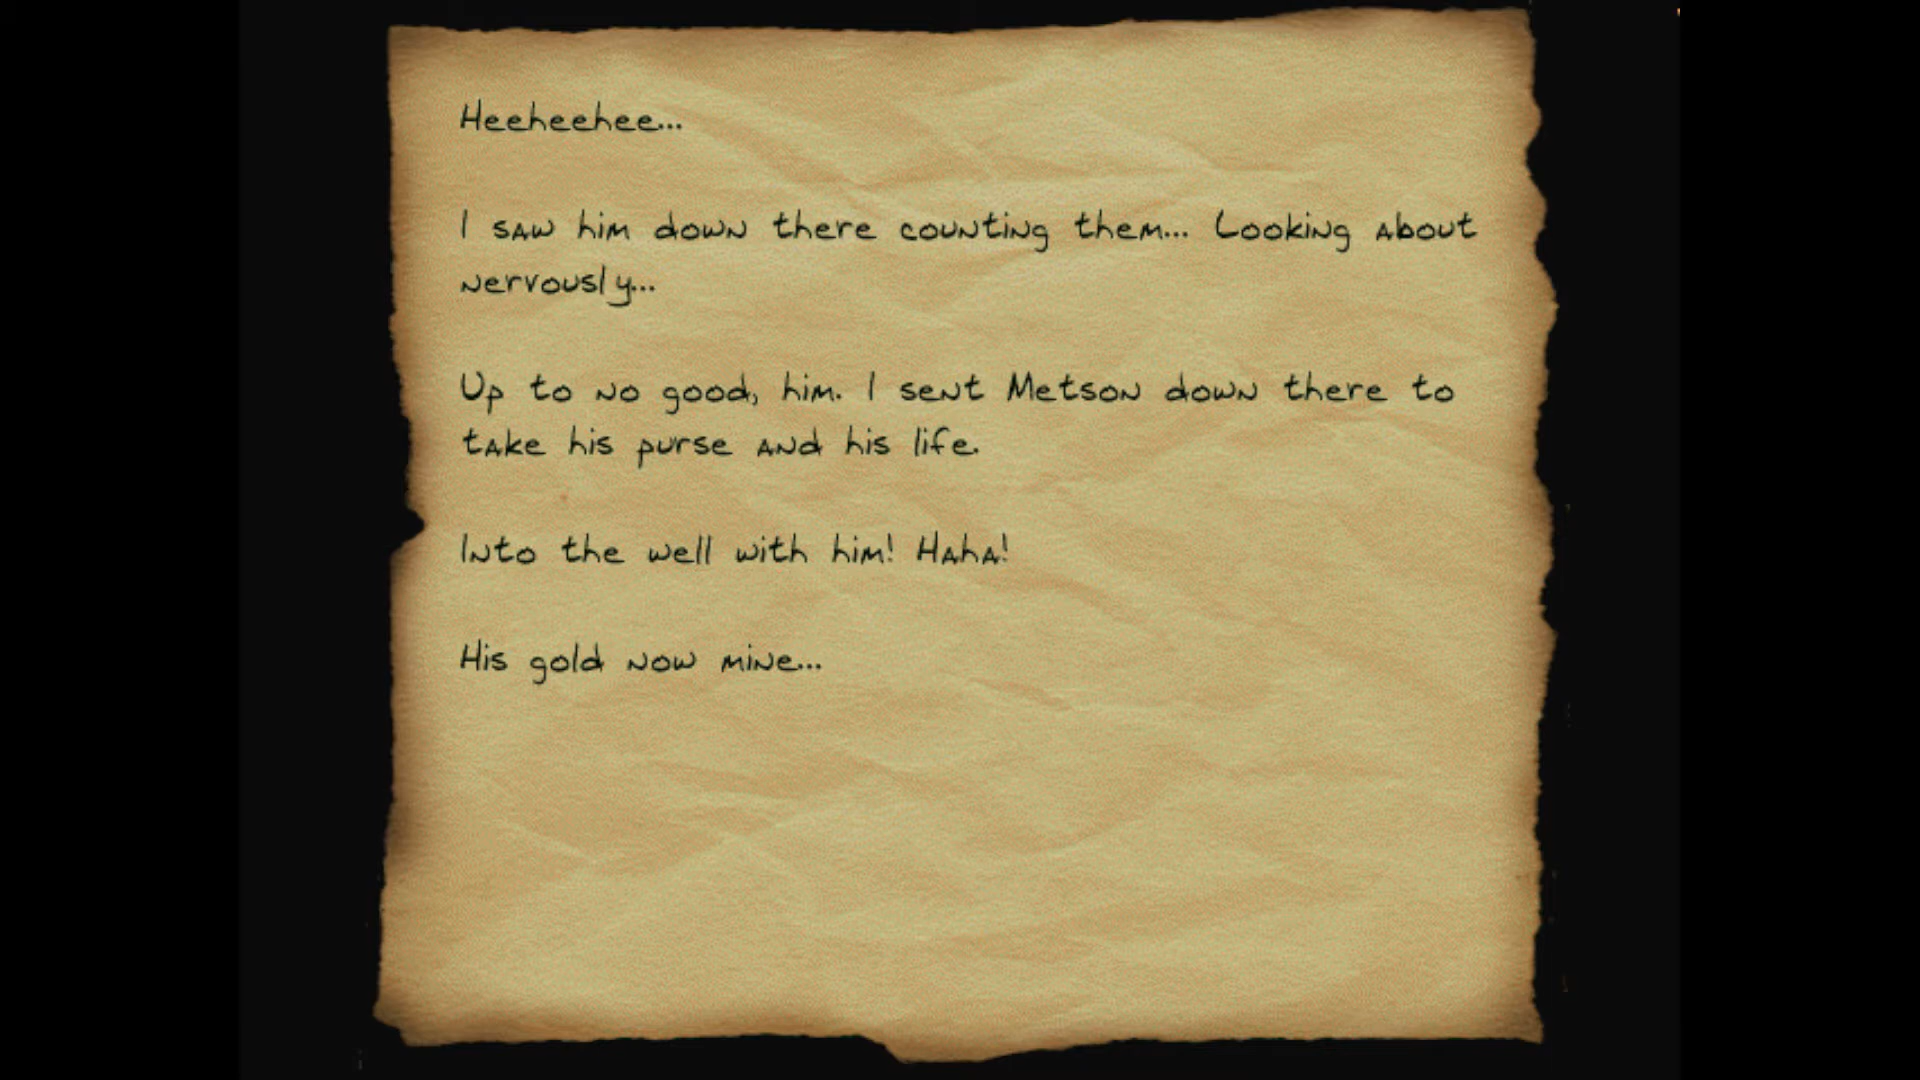 Heeheehee...
I saw him down there counting them... Looking about
nervously...
Up to no good, him. I sent Metson down there to
take his purse and his life.
Into the well with him! Haha!
His gold now mine...